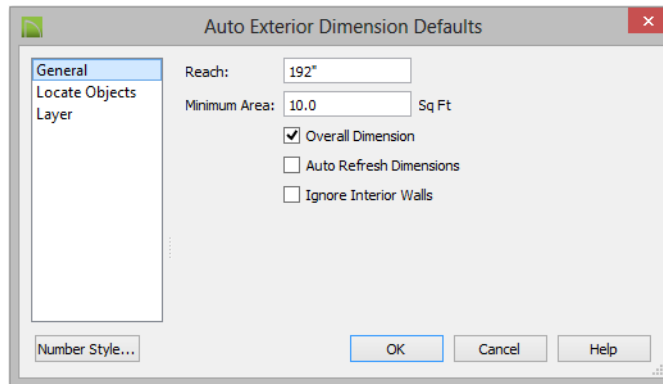 Auto Exterior Dimension Defaults
General
Locate Objects
Layer
Reach: 192"
Minimum Area: 10.0 Sq Ft
Overall Dimension
Auto Refresh Dimensions
Ignore Interior Walls
Number Style... OK Cancel Help